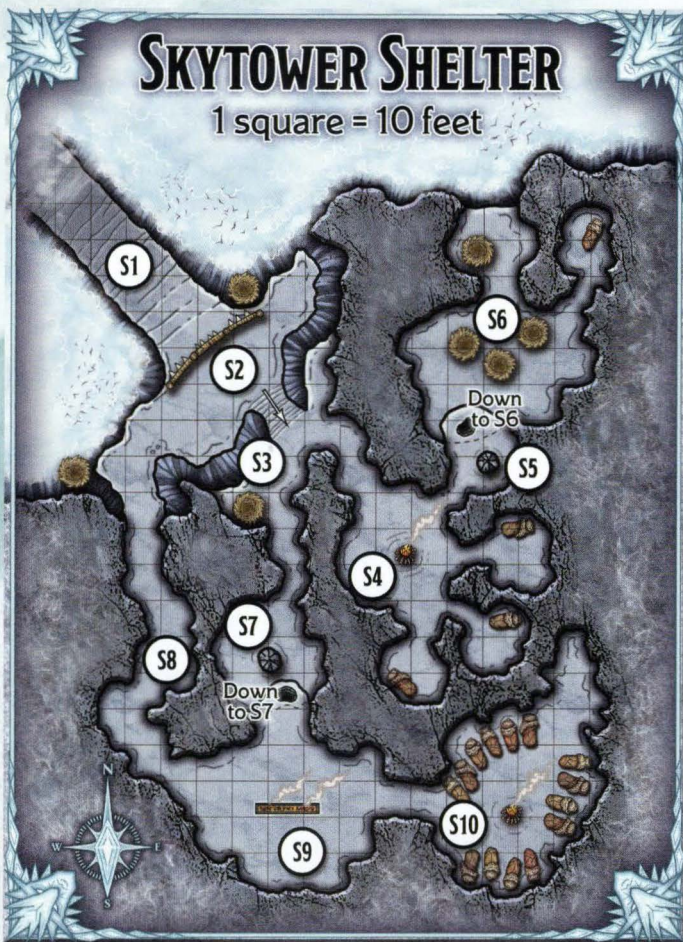 SKYTOWER SHELTER
1 square = 10 feet
S1
S2
S6
Down
to S6
S3
S5
S4
S7
S8
Down
to S7
N
W
E
S
S10
S9